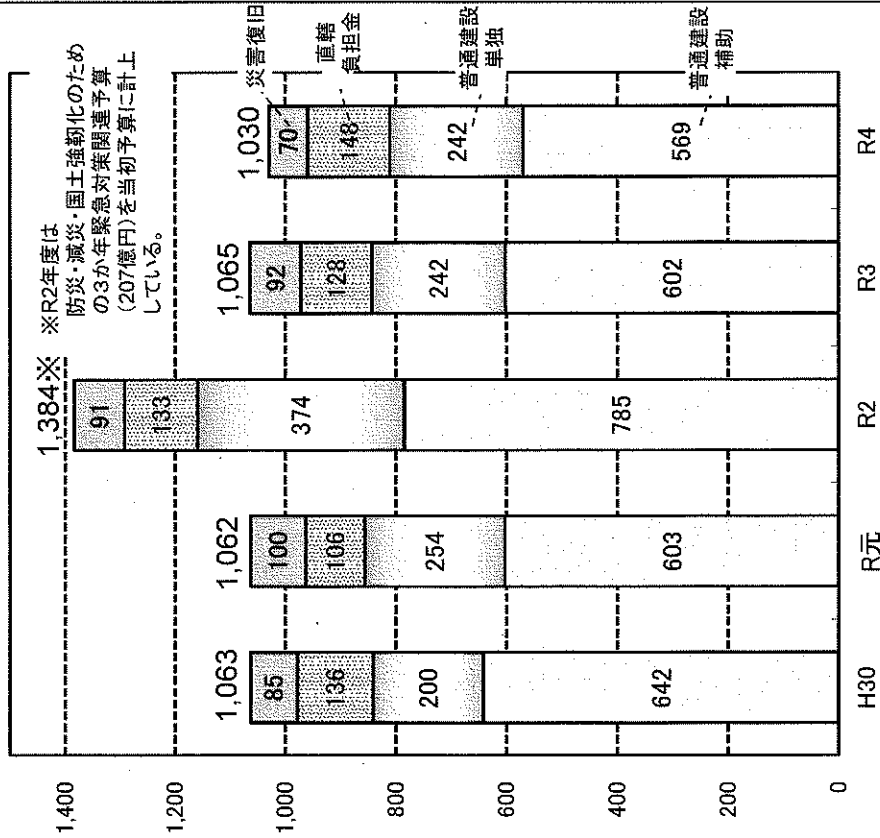 ※R2年度は
防災・減災・国土強靭化のため
の3か年緊急対策関連予算
(207億円)を当初予算に計上
している。
1,400
1,200
1,000
800
600
400
200
0
1,063
85
136
200
642
H30
1,062
100
106
254
603
R元
1,384※
91
133
374
785
R2
1,065
92
128
242
602
R3
1,030
70
148
242
569
R4
災害復旧
直轄
負担金
普通建設
単独
普通建設
補助